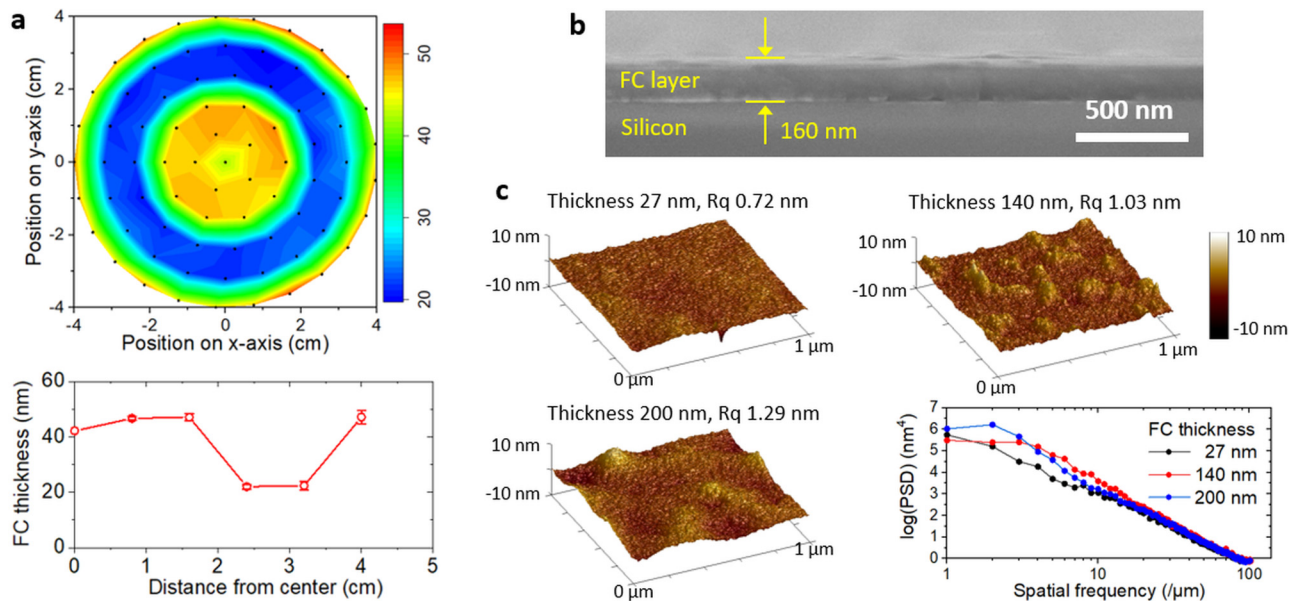 a
4
2
0
-2
-4
Position on y-axis (cm)
-4 -2 0 2 4
Position on x-axis (cm)
50
40
30
20
60
40
20
0
FC thickness (nm)
0 1 2 3 4 5
Distance from center (cm)
b
FC layer
Silicon
160 nm
500 nm
c
Thickness 27 nm, Rq 0.72 nm
10 nm
-10 nm
0 µm
1 µm
Thickness 140 nm, Rq 1.03 nm
10 nm
-10 nm
0 µm
1 µm
10 nm
-10 nm
Thickness 200 nm, Rq 1.29 nm
10 nm
-10 nm
0 µm
1 µm
7
6
5
4
3
2
1
0
log(PSD) (nm⁴)
FC thickness
27 nm
140 nm
200 nm
1 10 100
Spatial frequency (/µm)